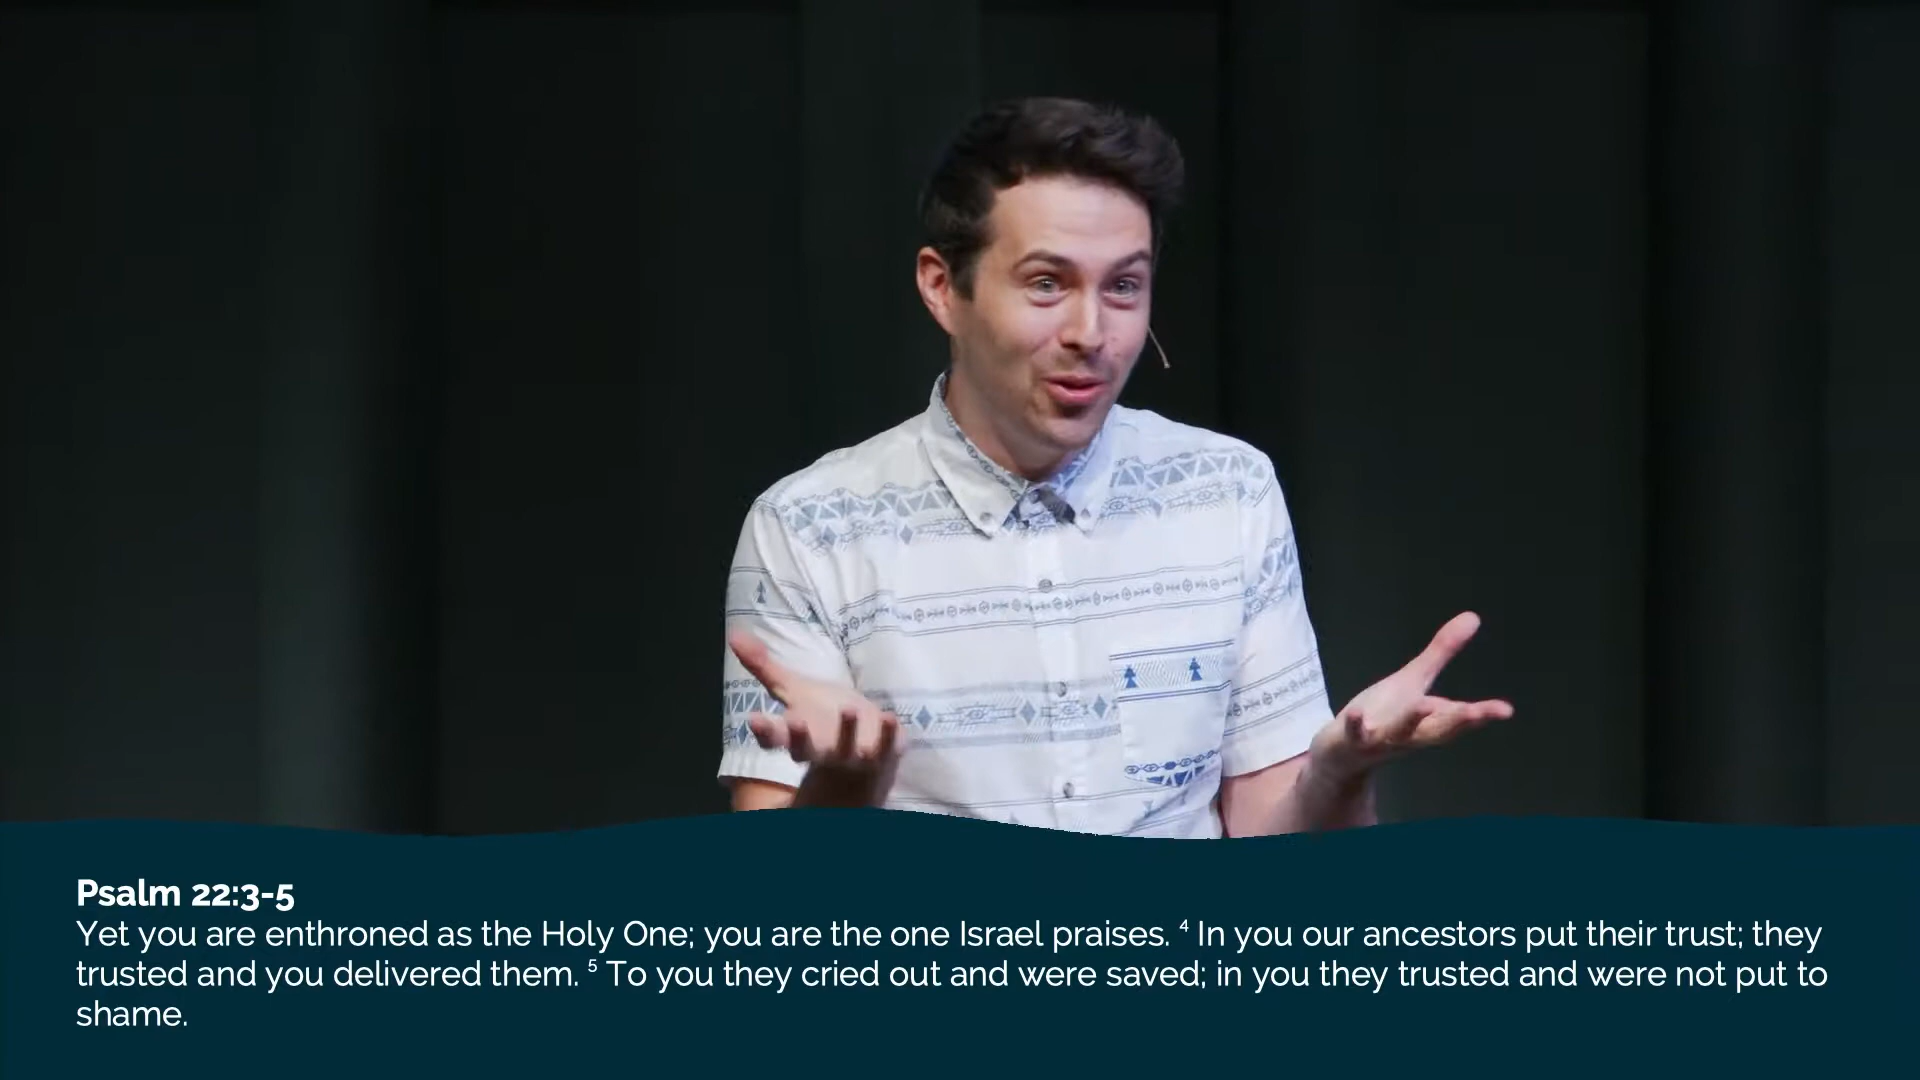 Psalm 22:3-5
Yet you are enthroned as the Holy One; you are the one Israel praises. ⁴ In you our ancestors put their trust; they
trusted and you delivered them. ⁵ To you they cried out and were saved; in you they trusted and were not put to
shame.